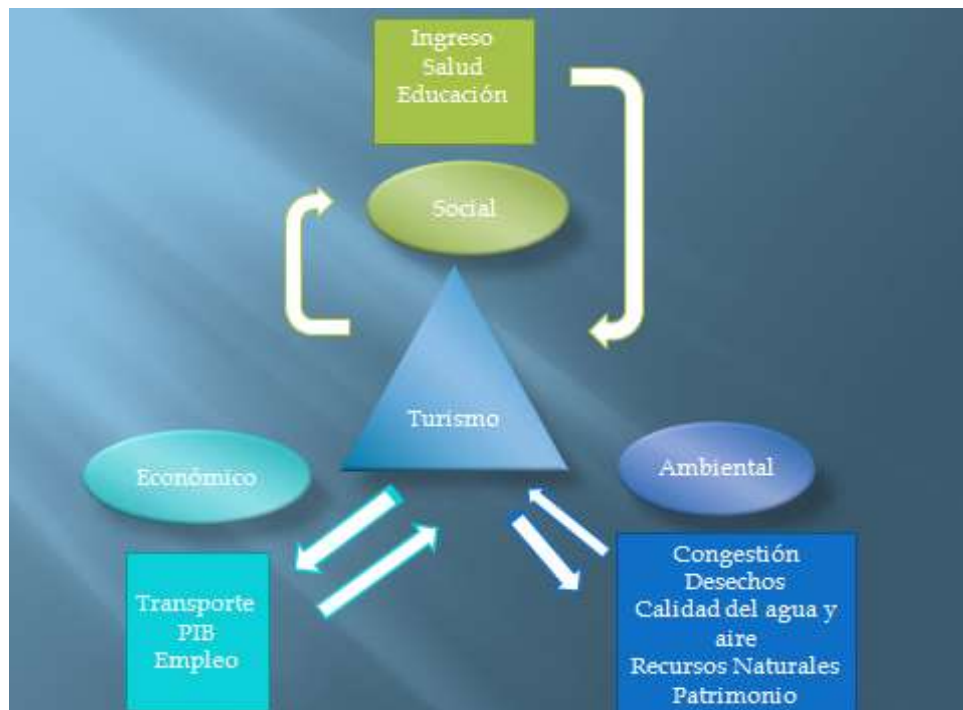 Ingreso
Salud
Educación
Social
Turismo
Económico
Ambiental
Transporte
PIB
Empleo
Congestión
Desechos
Calidad del agua y
aire
Recursos Naturales
Patrimonio